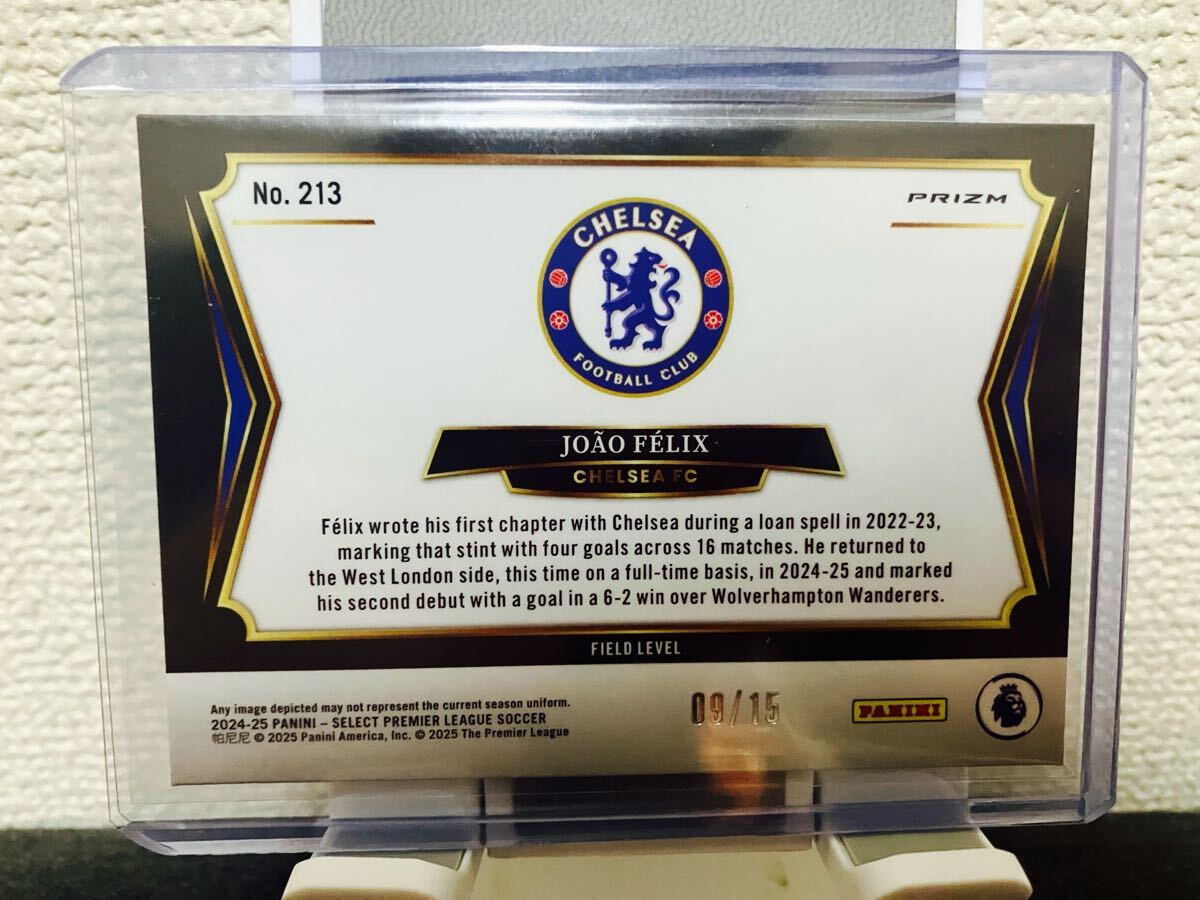 No. 213
PRIZM
CHELSEA
FOOTBALL CLUB
JOÃO FÉLIX
CHELSEA FC
Félix wrote his first chapter with Chelsea during a loan spell in 2022-23,
marking that stint with four goals across 16 matches. He returned to
the West London side, this time on a full-time basis, in 2024-25 and marked
his second debut with a goal in a 6-2 win over Wolverhampton Wanderers.
FIELD LEVEL
Any image depicted may not represent the current season uniform.
2024-25 PANINI – SELECT PREMIER LEAGUE SOCCER
帕尼尼 © 2025 Panini America, Inc. © 2025 The Premier League
09/15
PANINI